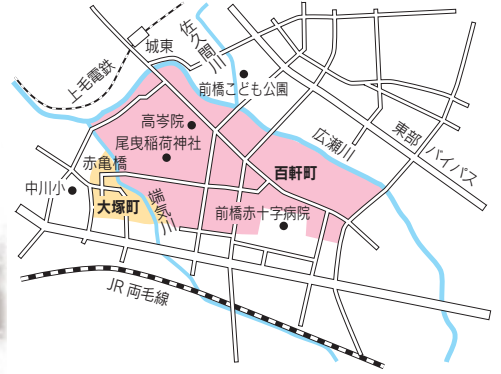 城東
佐久間川
上毛電鉄
前橋こども公園
高岑院
尾曳稲荷神社
広瀬川
東部バイパス
赤亀橋
百軒町
中川小
大塚町
端気川
前橋赤十字病院
JR両毛線